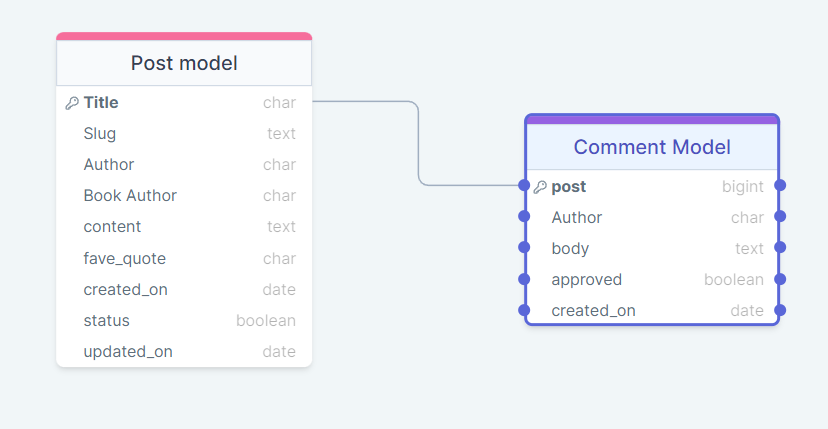 Post model
Title char
Slug text
Author char
Book Author char
content text
fave_quote char
created_on date
status boolean
updated_on date
Comment Model
post bigint
Author char
body text
approved boolean
created_on date